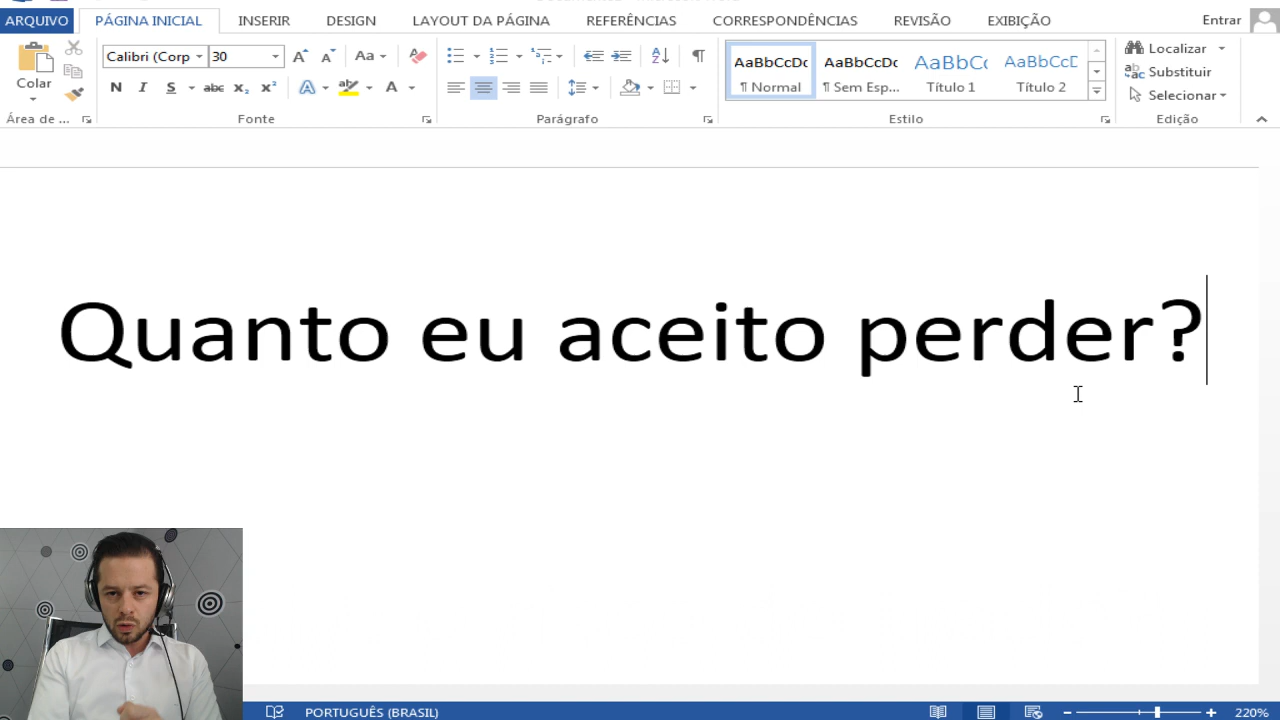 ARQUIVO PÁGINA INICIAL INSERIR DESIGN LAYOUT DA PÁGINA REFERÊNCIAS CORRESPONDÊNCIAS REVISÃO EXIBIÇÃO Entrar
Colar
Área de ...
Calibri (Corp 30 Aa
N I S abc x₂ x² A ab A
Fonte
Parágrafo
AaBbCcDc AaBbCcDc AaBbCc AaBbCcD
¶ Normal ¶ Sem Esp... Título 1 Título 2
Estilo
Localizar
Substituir
Selecionar
Edição
Quanto eu aceito perder?
PORTUGUÊS (BRASIL) 220%